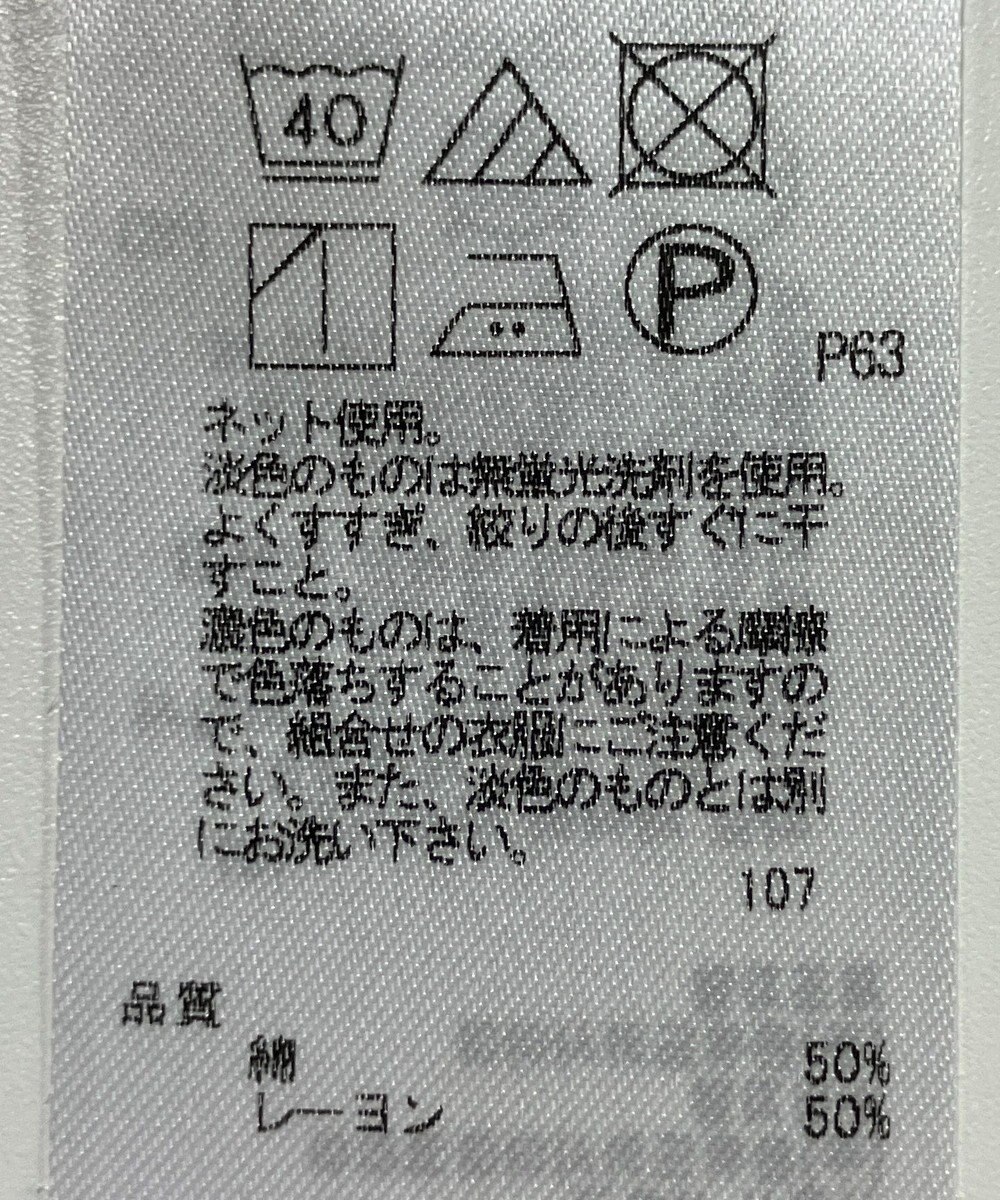 40
P
P63
ネット使用。
淡色のものは無蛍光洗剤を使用。
よくすすぎ、絞りの後すぐに干
すこと。
濃色のものは、着用による摩擦
で色落ちすることがありますの
で、組合せの衣服にご注意くだ
さい。また、淡色のものとは別
にお洗い下さい。
107
品質
綿 50%
レーヨン 50%